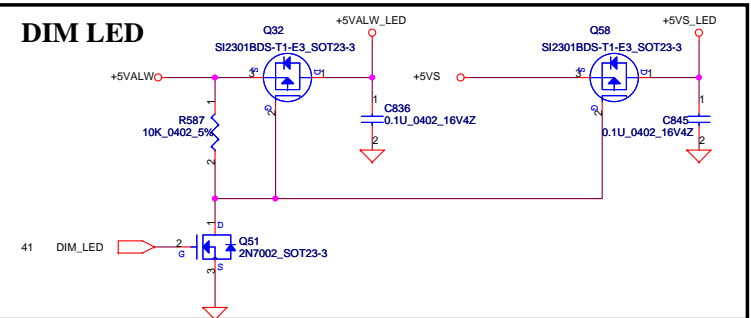 DIM LED
Q32
SI2301BDS-T1-E3_SOT23-3
+5VALW_LED
Q58
SI2301BDS-T1-E3_SOT23-3
+5VS_LED
+5VALW
3
S
D
1
G
2
+5VS
3
S
D
1
G
2
1
R587
10K_0402_5%
2
1
C836
0.1U_0402_16V4Z
2
1
C845
0.1U_0402_16V4Z
2
41
DIM_LED
2
G
1
D
Q51
2N7002_SOT23-3
3
S